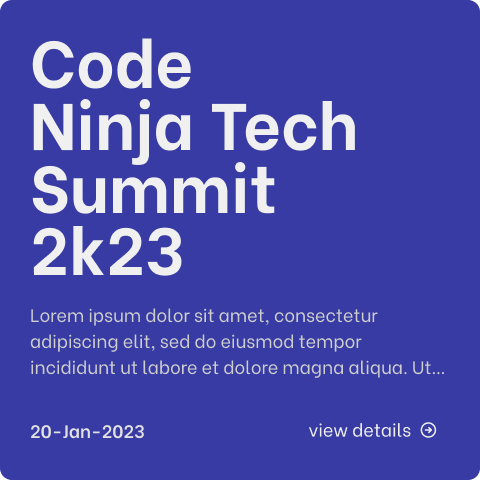 Code
Ninja Tech
Summit
2k23
Lorem ipsum dolor sit amet, consectetur
adipiscing elit, sed do eiusmod tempor
incididunt ut labore et dolore magna aliqua. Ut...
20-Jan-2023
view details